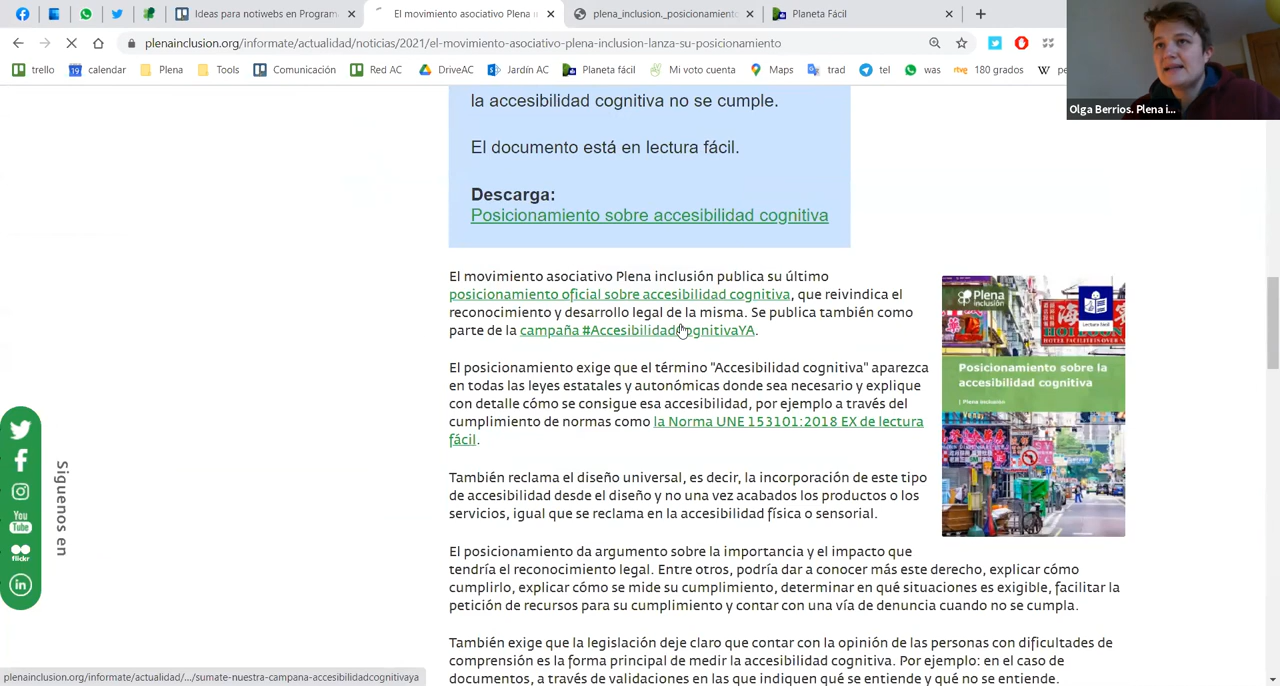 Ideas para notiwebs en Program
El movimiento asociativo Plena in
plena_inclusion._posicionamiento
Planeta Fácil
plenainclusion.org/informate/actualidad/noticias/2021/el-movimiento-asociativo-plena-inclusion-lanza-su-posicionamiento
trello
calendar
Plena
Tools
Comunicación
Red AC
DriveAC
Jardín AC
Planeta fácil
Mi voto cuenta
Maps
trad
tel
was
rtve 180 grados
W pe
Olga Berrios. Plena i...
la accesibilidad cognitiva no se cumple.
El documento está en lectura fácil.
Descarga:
Posicionamiento sobre accesibilidad cognitiva
El movimiento asociativo Plena inclusión publica su último
posicionamiento oficial sobre accesibilidad cognitiva, que reivindica el
reconocimiento y desarrollo legal de la misma. Se publica también como
parte de la campaña #AccesibilidadCognitivaYA.
El posicionamiento exige que el término "Accesibilidad cognitiva" aparezca
en todas las leyes estatales y autonómicas donde sea necesario y explique
con detalle cómo se consigue esa accesibilidad, por ejemplo a través del
cumplimiento de normas como la Norma UNE 153101:2018 EX de lectura
fácil.
También reclama el diseño universal, es decir, la incorporación de este tipo
de accesibilidad desde el diseño y no una vez acabados los productos o los
servicios, igual que se reclama en la accesibilidad física o sensorial.
El posicionamiento da argumento sobre la importancia y el impacto que
tendría el reconocimiento legal. Entre otros, podría dar a conocer más este derecho, explicar cómo
cumplirlo, explicar cómo se mide su cumplimiento, determinar en qué situaciones es exigible, facilitar la
petición de recursos para su cumplimiento y contar con una vía de denuncia cuando no se cumpla.
También exige que la legislación deje claro que contar con la opinión de las personas con dificultades de
comprensión es la forma principal de medir la accesibilidad cognitiva. Por ejemplo: en el caso de
documentos, a través de validaciones en las que indiquen qué se entiende y qué no se entiende.
Plena
inclusión
Lectura fácil
Posicionamiento sobre la
accesibilidad cognitiva
| Plena inclusión
Síguenos en
You
Tube
flickr
in
plenainclusion.org/informate/actualidad/.../sumate-nuestra-campana-accesibilidadcognitivaya